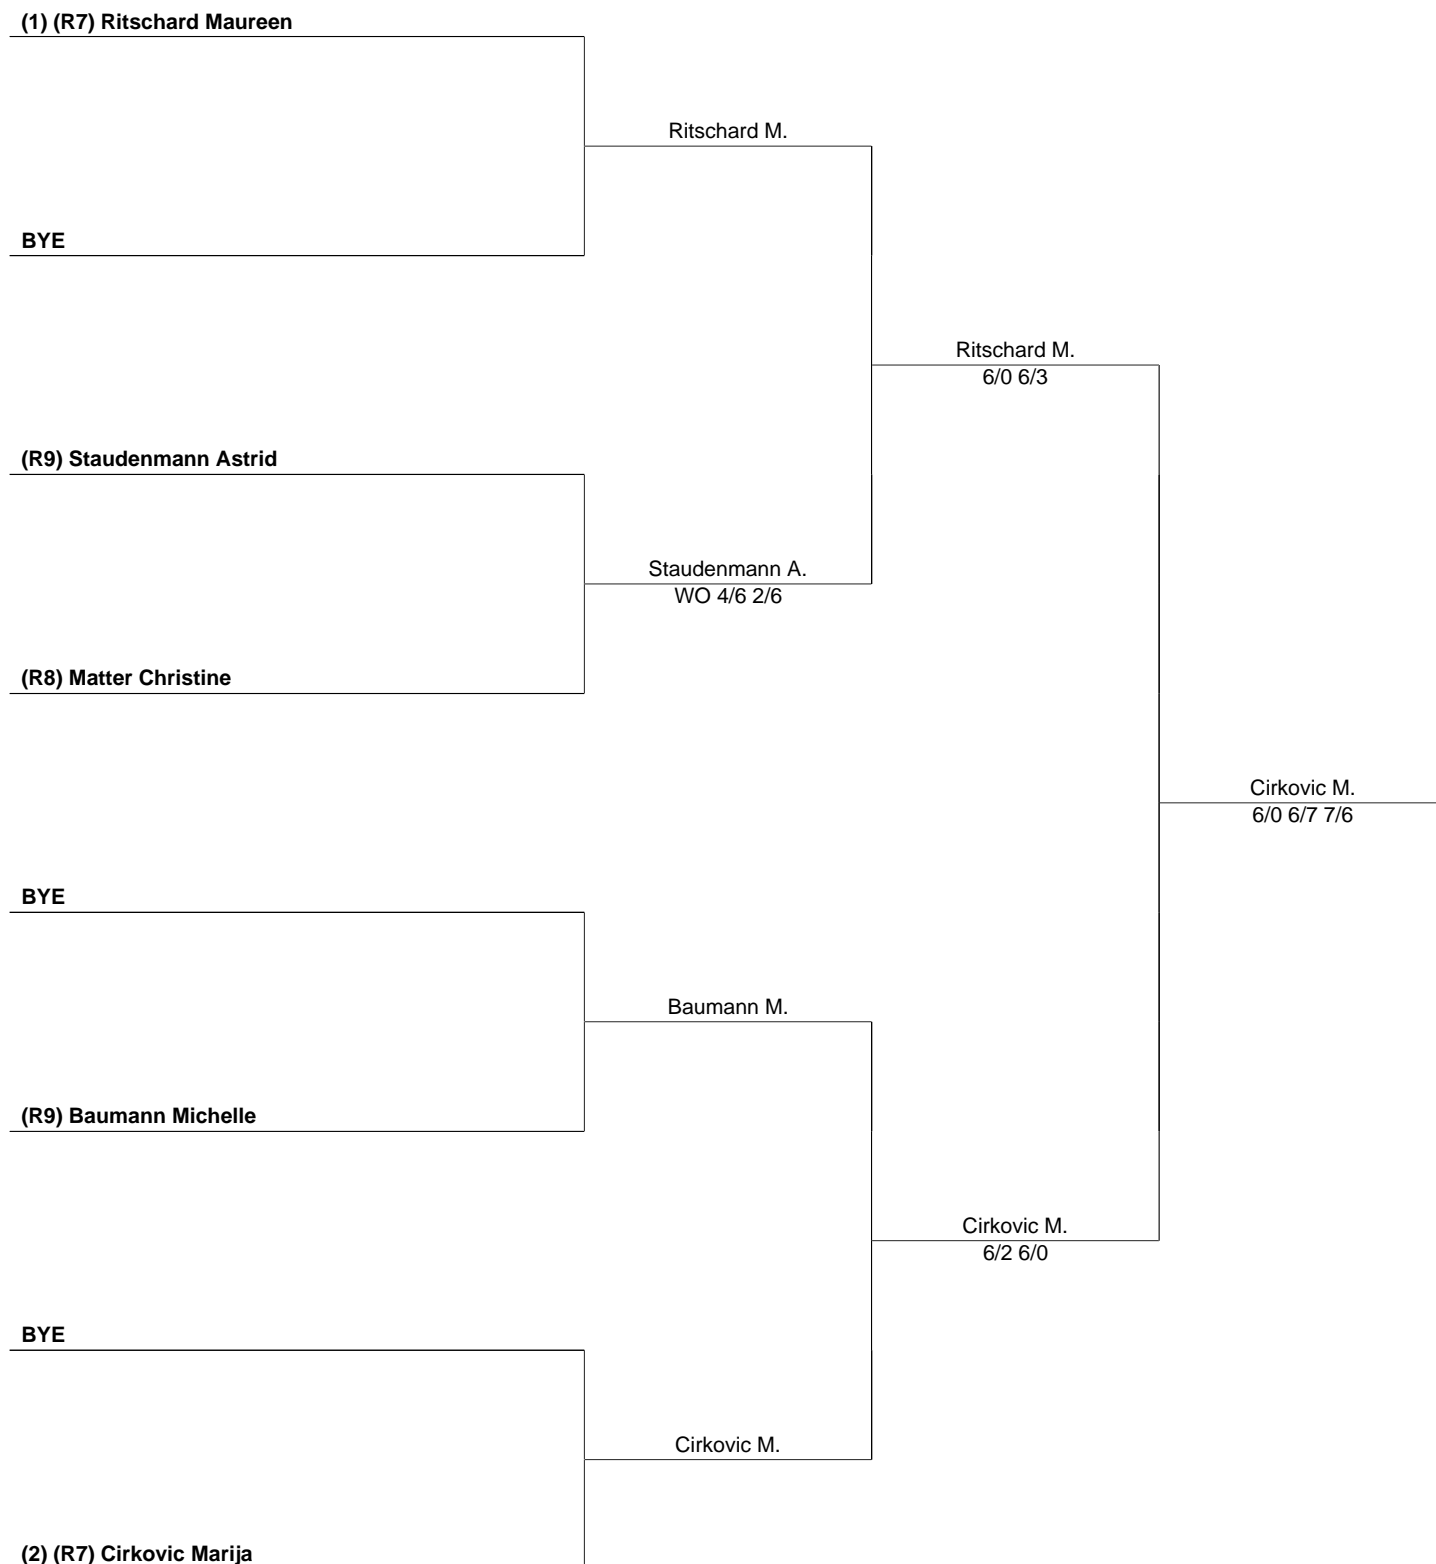 (1) (R7) Ritschard Maureen
Ritschard M.
BYE
Ritschard M.
6/0 6/3
(R9) Staudenmann Astrid
Staudenmann A.
WO 4/6 2/6
(R8) Matter Christine
Cirkovic M.
6/0 6/7 7/6
BYE
Baumann M.
(R9) Baumann Michelle
Cirkovic M.
6/2 6/0
BYE
Cirkovic M.
(2) (R7) Cirkovic Marija